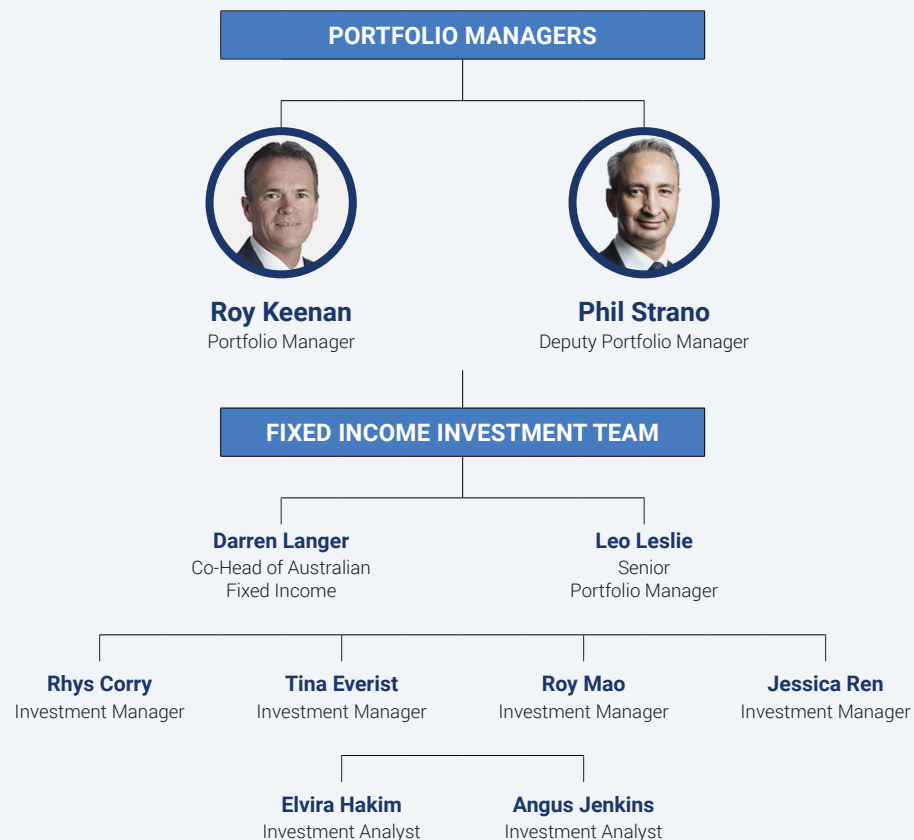 PORTFOLIO MANAGERS
Roy Keenan
Portfolio Manager
Phil Strano
Deputy Portfolio Manager
FIXED INCOME INVESTMENT TEAM
Darren Langer
Co-Head of Australian
Fixed Income
Leo Leslie
Senior
Portfolio Manager
Rhys Corry
Investment Manager
Tina Everist
Investment Manager
Roy Mao
Investment Manager
Jessica Ren
Investment Manager
Elvira Hakim
Investment Analyst
Angus Jenkins
Investment Analyst